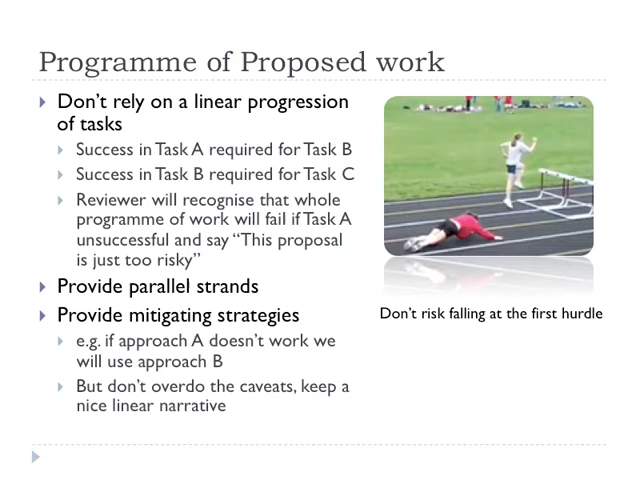 Programme of Proposed work
Don't rely on a linear progression
of tasks
Success in Task A required for Task B
Success in Task B required for Task C
Reviewer will recognise that whole
programme of work will fail if Task A
unsuccessful and say “This proposal
is just too risky”
Provide parallel strands
Provide mitigating strategies
e.g. if approach A doesn't work we
will use approach B
But don't overdo the caveats, keep a
nice linear narrative
Don't risk falling at the first hurdle